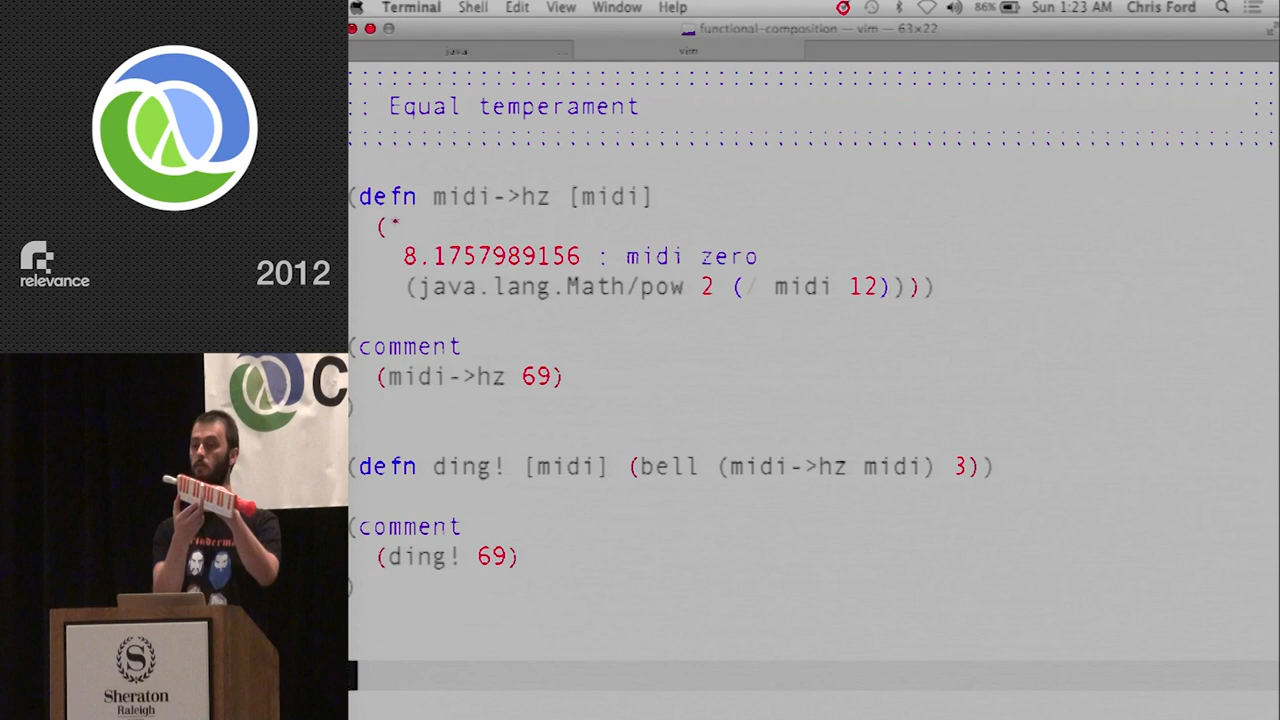 Terminal Shell Edit View Window Help 86% Sun 1:23 AM Chris Ford
functional-composition — vim — 63×22
java ... vim
:: Equal temperament ::
(defn midi->hz [midi]
(*
8.1757989156 ; midi zero
(java.lang.Math/pow 2 (/ midi 12))))
(comment
(midi->hz 69)
)
(defn ding! [midi] (bell (midi->hz midi) 3))
(comment
(ding! 69)
)
relevance
2012
C
S
Sheraton
Raleigh